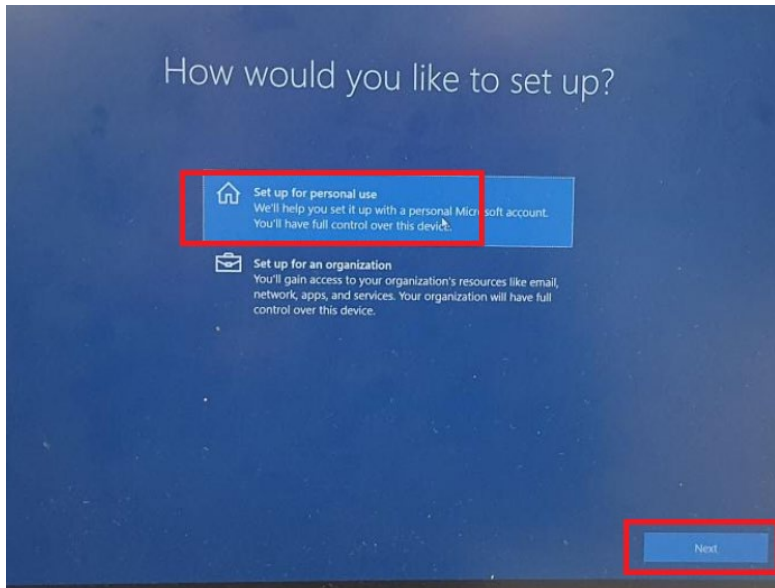 How would you like to set up?
Set up for personal use
We'll help you set it up with a personal Microsoft account.
You'll have full control over this device.
Set up for an organization
You'll gain access to your organization's resources like email,
network, apps, and services. Your organization will have full
control over this device.
Next